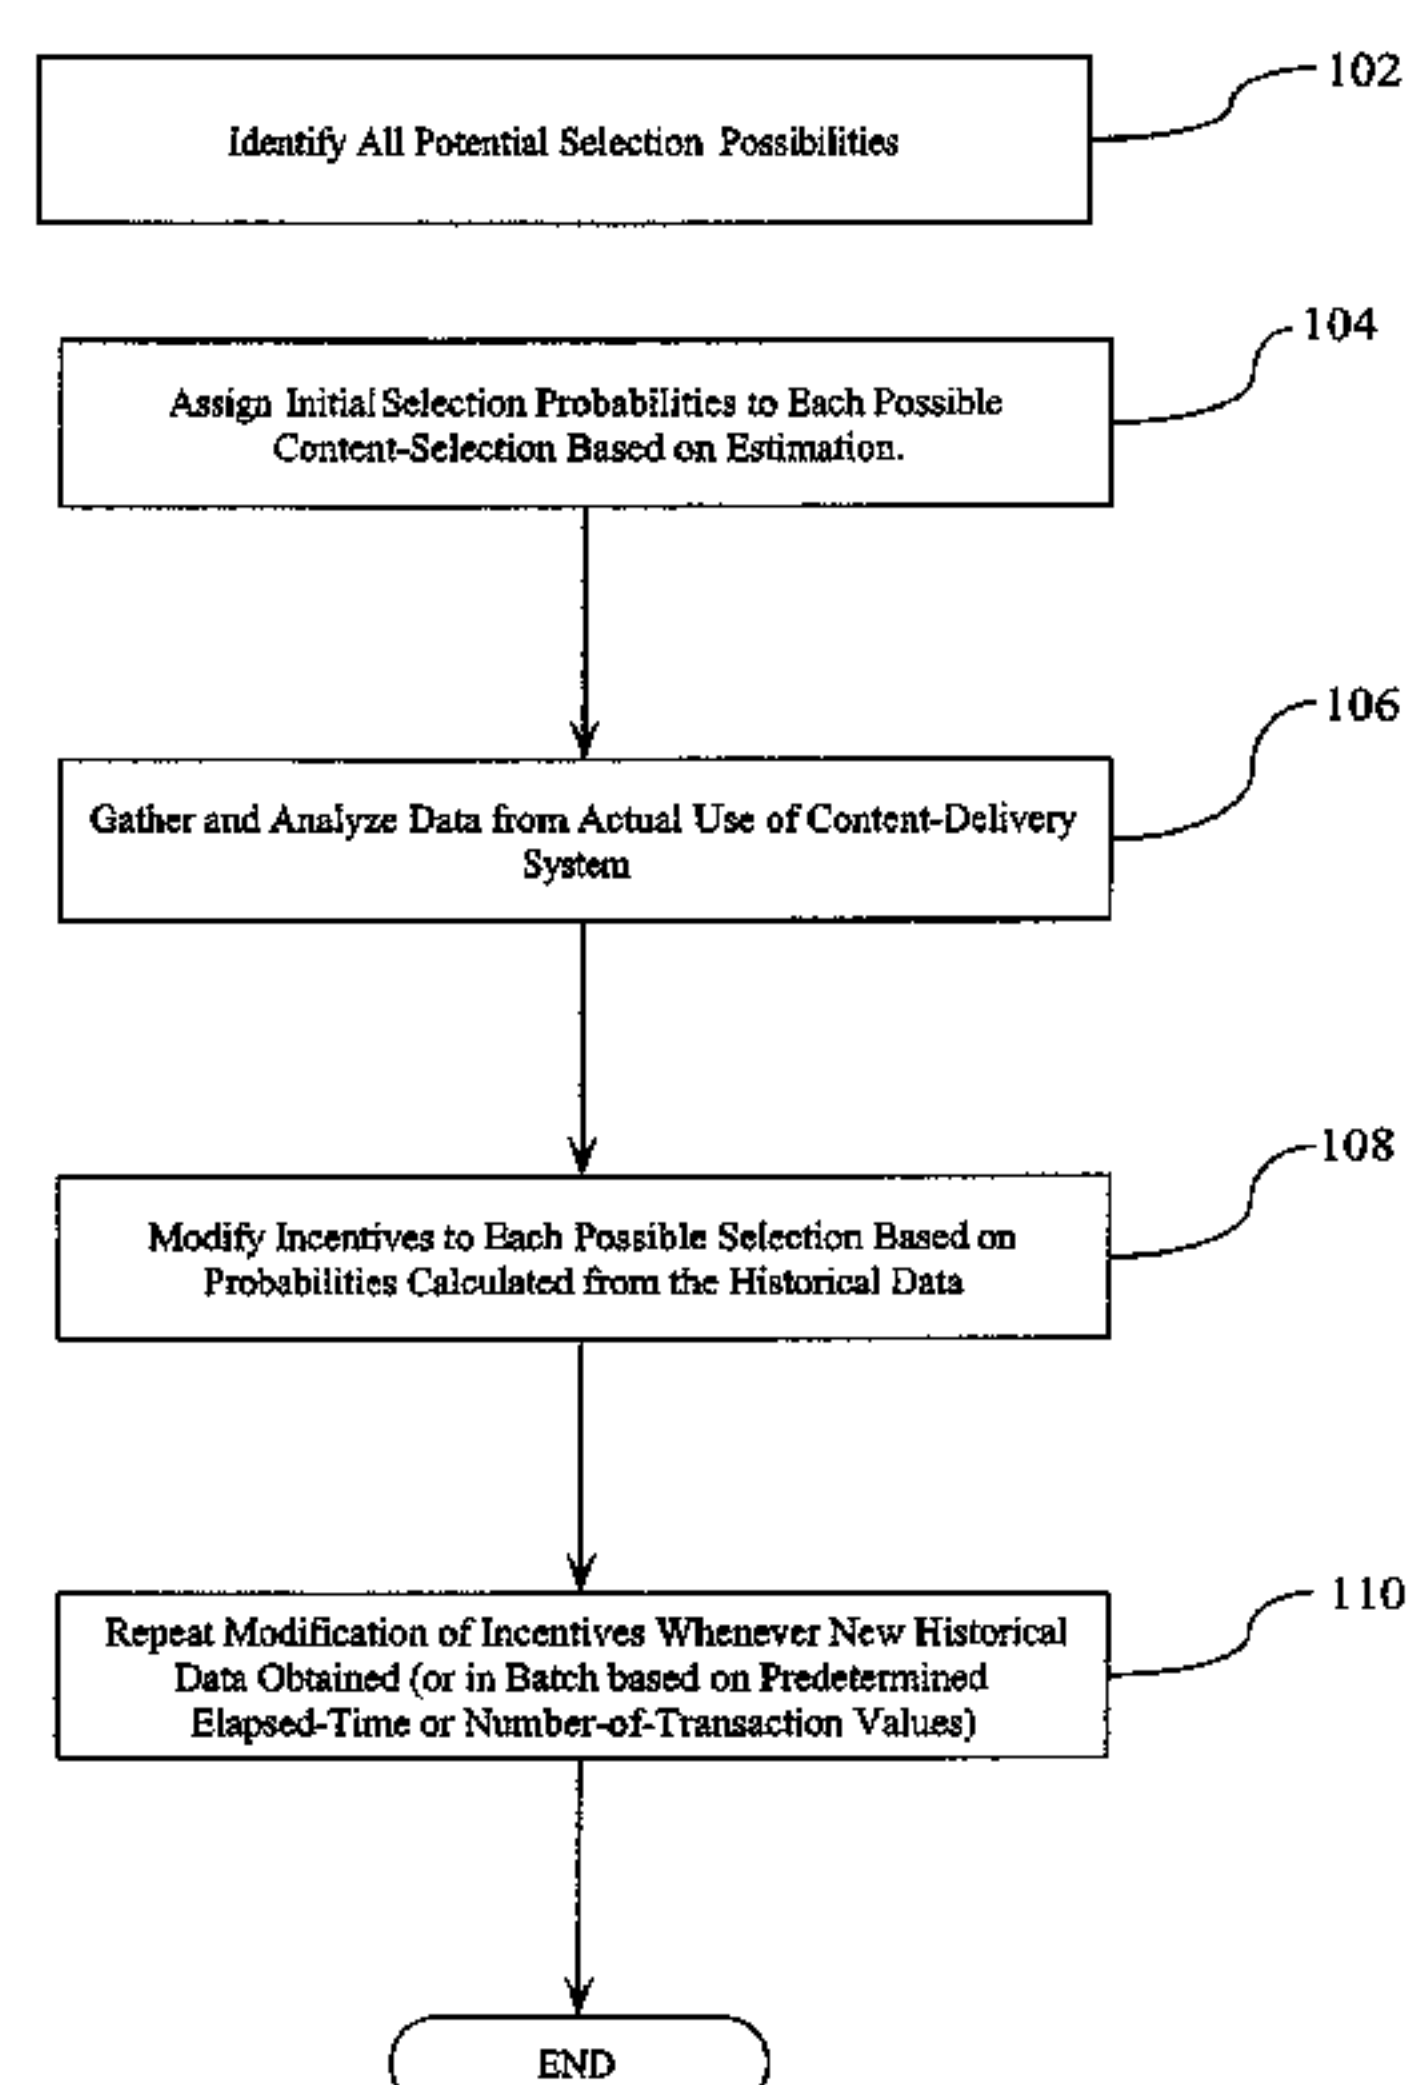 102
Identify All Potential Selection Possibilities
104
Assign Initial Selection Probabilities to Each Possible
Content-Selection Based on Estimation.
106
Gather and Analyze Data from Actual Use of Content-Delivery
System
108
Modify Incentives to Each Possible Selection Based on
Probabilities Calculated from the Historical Data
110
Repeat Modification of Incentives Whenever New Historical
Data Obtained (or in Batch based on Predetermined
Elapsed-Time or Number-of-Transaction Values)
END